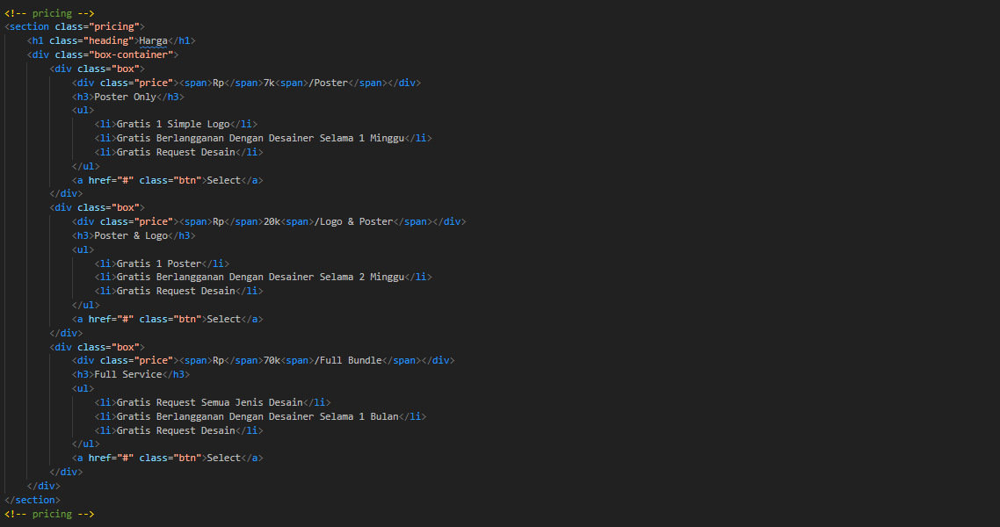 <!-- pricing -->
<section class="pricing">
    <h1 class="heading">Harga</h1>
    <div class="box-container">
        <div class="box">
            <div class="price"><span>Rp</span>7k<span>/Poster</span></div>
            <h3>Poster Only</h3>
            <ul>
                <li>Gratis 1 Simple Logo</li>
                <li>Gratis Berlangganan Dengan Desainer Selama 1 Minggu</li>
                <li>Gratis Request Desain</li>
            </ul>
            <a href="#" class="btn">Select</a>
        </div>
        <div class="box">
            <div class="price"><span>Rp</span>20k<span>/Logo & Poster</span></div>
            <h3>Poster & Logo</h3>
            <ul>
                <li>Gratis 1 Poster</li>
                <li>Gratis Berlangganan Dengan Desainer Selama 2 Minggu</li>
                <li>Gratis Request Desain</li>
            </ul>
            <a href="#" class="btn">Select</a>
        </div>
        <div class="box">
            <div class="price"><span>Rp</span>70k<span>/Full Bundle</span></div>
            <h3>Full Service</h3>
            <ul>
                <li>Gratis Request Semua Jenis Desain</li>
                <li>Gratis Berlangganan Dengan Desainer Selama 1 Bulan</li>
                <li>Gratis Request Desain</li>
            </ul>
            <a href="#" class="btn">Select</a>
        </div>
    </div>
</section>
<!-- pricing -->